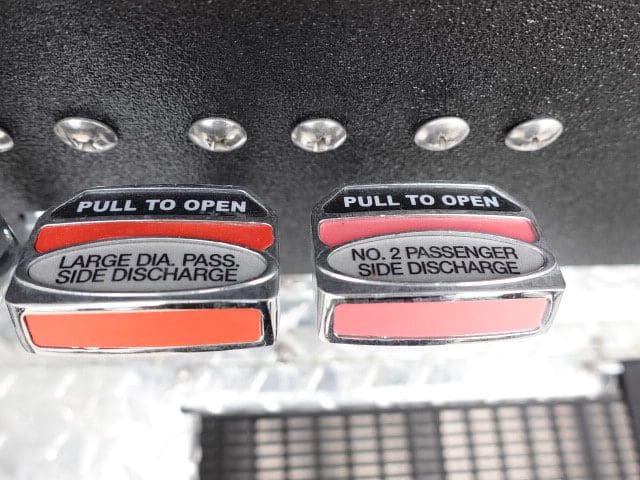 PULL TO OPEN
LARGE DIA. PASS.
SIDE DISCHARGE
PULL TO OPEN
NO. 2 PASSENGER
SIDE DISCHARGE